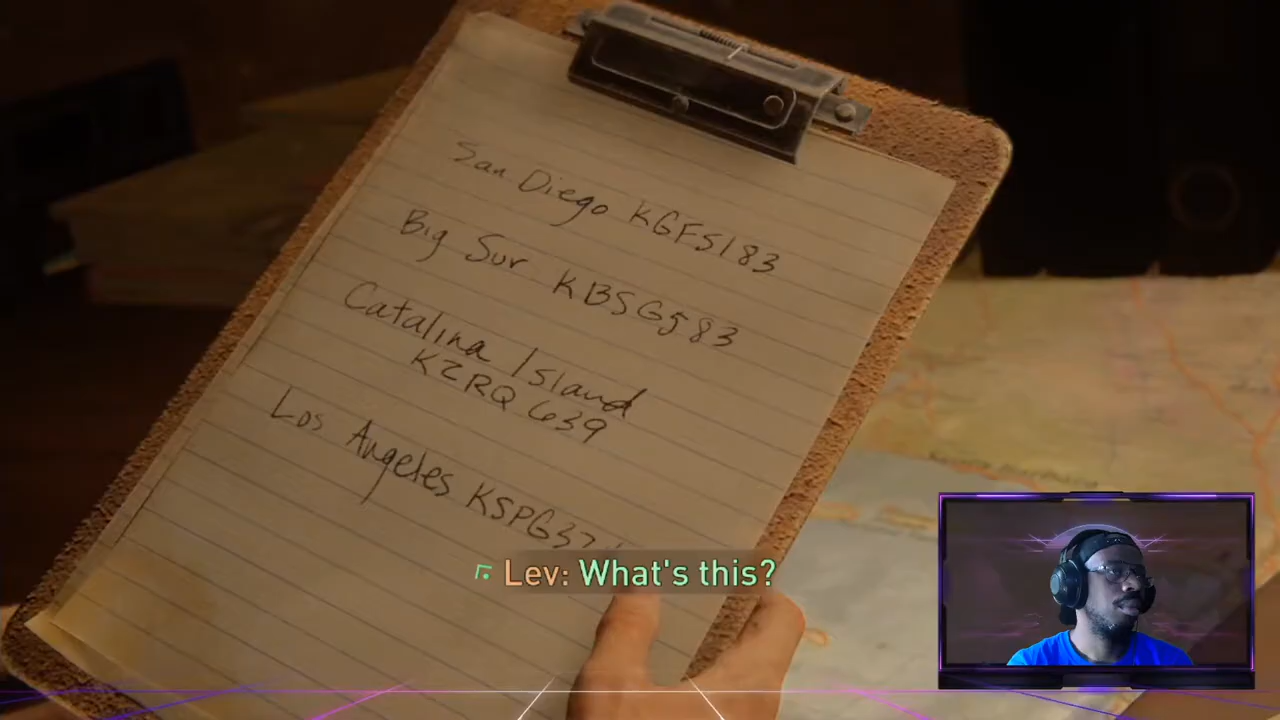 San Diego KGFS183
Big Sur KBSG583
Catalina Island
KZRQ639
Los Angeles
Lev: What's this?